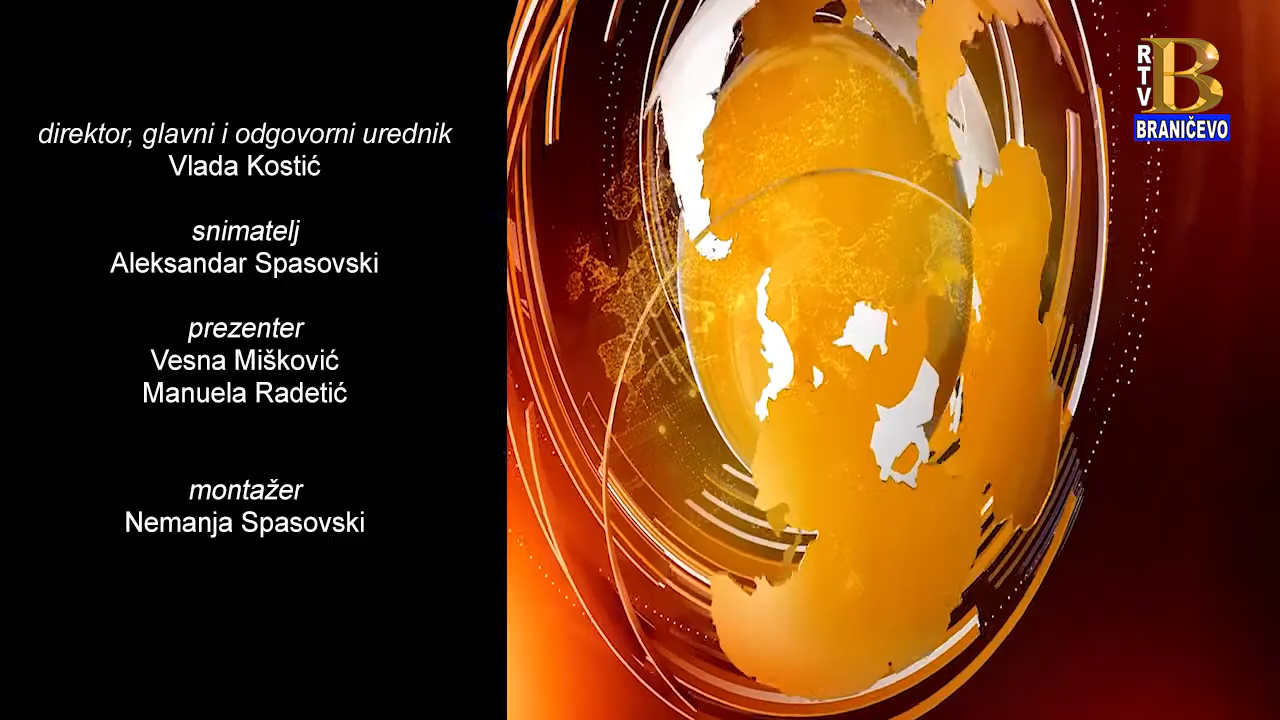 direktor, glavni i odgovorni urednik
Vlada Kostić
snimatelj
Aleksandar Spasovski
prezenter
Vesna Mišković
Manuela Radetić
montažer
Nemanja Spasovski
RTV B
BRANIČEVO